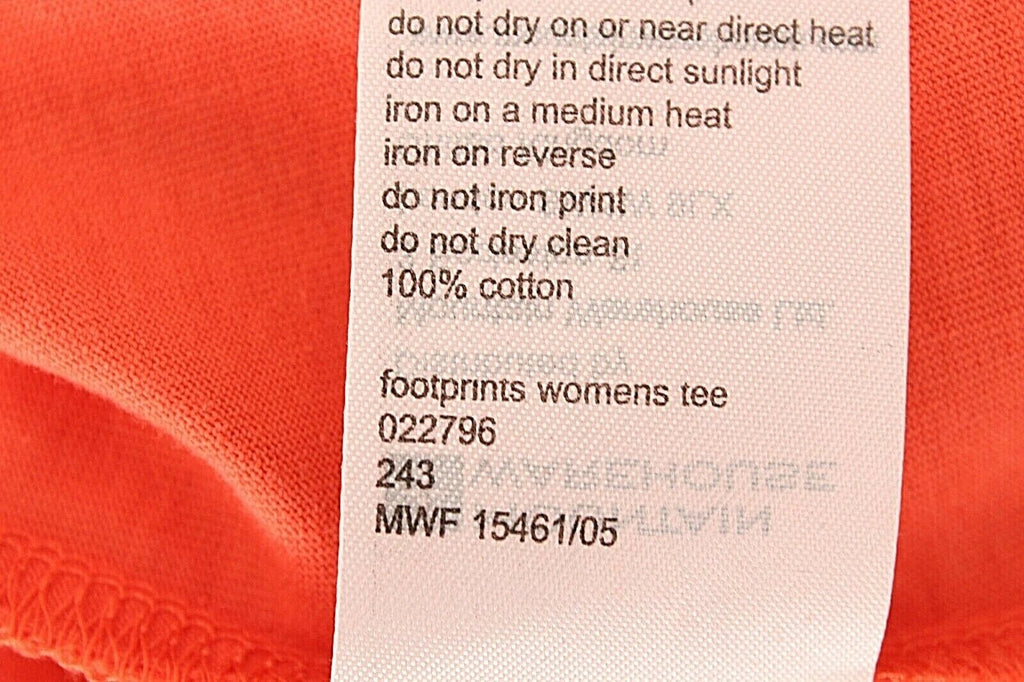 do not dry on or near direct heat
do not dry in direct sunlight
iron on a medium heat
iron on reverse
do not iron print
do not dry clean
100% cotton
footprints womens tee
022796
243
MWF 15461/05